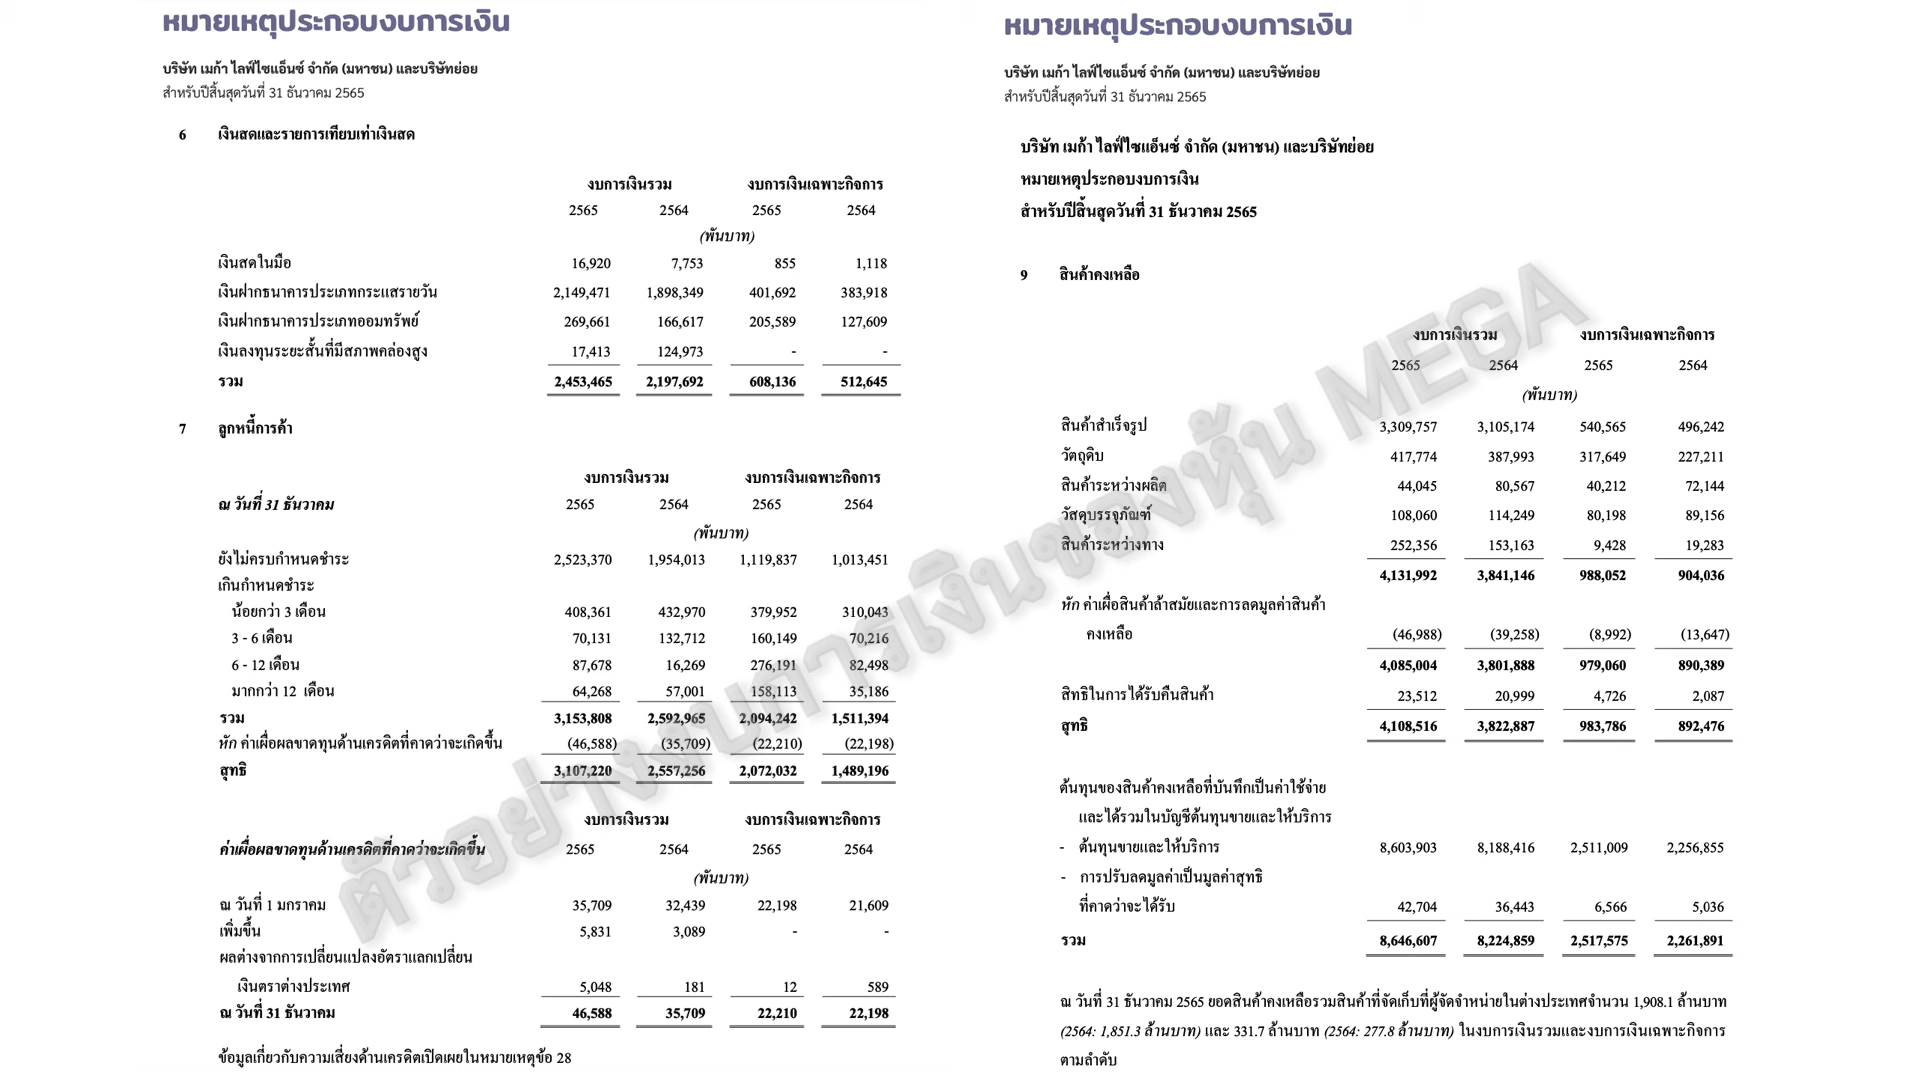 หมายเหตุประกอบงบการเงิน
บริษัท เมก้า ไลฟ์ไซแอ็นซ์ จำกัด (มหาชน) และบริษัทย่อย
สำหรับปีสิ้นสุดวันที่ 31 ธันวาคม 2565
6 เงินสดและรายการเทียบเท่าเงินสด
งบการเงินรวม งบการเงินเฉพาะกิจการ
2565 2564 2565 2564
(พันบาท)
เงินสดในมือ 16,920 7,753 855 1,118
เงินฝากธนาคารประเภทกระแสรายวัน 2,149,471 1,898,349 401,692 383,918
เงินฝากธนาคารประเภทออมทรัพย์ 269,661 166,617 205,589 127,609
เงินลงทุนระยะสั้นที่มีสภาพคล่องสูง 17,413 124,973 - -
รวม 2,453,465 2,197,692 608,136 512,645
7 ลูกหนี้การค้า
งบการเงินรวม งบการเงินเฉพาะกิจการ
ณ วันที่ 31 ธันวาคม 2565 2564 2565 2564
(พันบาท)
ยังไม่ครบกำหนดชำระ 2,523,370 1,954,013 1,119,837 1,013,451
เกินกำหนดชำระ
น้อยกว่า 3 เดือน 408,361 432,970 379,952 310,043
3 - 6 เดือน 70,131 132,712 160,149 70,216
6 - 12 เดือน 87,678 16,269 276,191 82,498
มากกว่า 12 เดือน 64,268 57,001 158,113 35,186
รวม 3,153,808 2,592,965 2,094,242 1,511,394
หัก ค่าเผื่อผลขาดทุนด้านเครดิตที่คาดว่าจะเกิดขึ้น (46,588) (35,709) (22,210) (22,198)
สุทธิ 3,107,220 2,557,256 2,072,032 1,489,196
งบการเงินรวม งบการเงินเฉพาะกิจการ
ค่าเผื่อผลขาดทุนด้านเครดิตที่คาดว่าจะเกิดขึ้น 2565 2564 2565 2564
(พันบาท)
ณ วันที่ 1 มกราคม 35,709 32,439 22,198 21,609
เพิ่มขึ้น 5,831 3,089 - -
ผลต่างจากการเปลี่ยนแปลงอัตราแลกเปลี่ยน
เงินตราต่างประเทศ 5,048 181 12 589
ณ วันที่ 31 ธันวาคม 46,588 35,709 22,210 22,198
ข้อมูลเกี่ยวกับความเสี่ยงด้านเครดิตเปิดเผยในหมายเหตุข้อ 28
หมายเหตุประกอบงบการเงิน
บริษัท เมก้า ไลฟ์ไซแอ็นซ์ จำกัด (มหาชน) และบริษัทย่อย
สำหรับปีสิ้นสุดวันที่ 31 ธันวาคม 2565
บริษัท เมก้า ไลฟ์ไซแอ็นซ์ จำกัด (มหาชน) และบริษัทย่อย
หมายเหตุประกอบงบการเงิน
สำหรับปีสิ้นสุดวันที่ 31 ธันวาคม 2565
9 สินค้าคงเหลือ
งบการเงินรวม งบการเงินเฉพาะกิจการ
2565 2564 2565 2564
(พันบาท)
สินค้าสำเร็จรูป 3,309,757 3,105,174 540,565 496,242
วัตถุดิบ 417,774 387,993 317,649 227,211
สินค้าระหว่างผลิต 44,045 80,567 40,212 72,144
วัสดุบรรจุภัณฑ์ 108,060 114,249 80,198 89,156
สินค้าระหว่างทาง 252,356 153,163 9,428 19,283
4,131,992 3,841,146 988,052 904,036
หัก ค่าเผื่อสินค้าล้าสมัยและการลดมูลค่าสินค้า
คงเหลือ (46,988) (39,258) (8,992) (13,647)
4,085,004 3,801,888 979,060 890,389
สิทธิในการได้รับคืนสินค้า 23,512 20,999 4,726 2,087
สุทธิ 4,108,516 3,822,887 983,786 892,476
ต้นทุนของสินค้าคงเหลือที่บันทึกเป็นค่าใช้จ่าย
และได้รวมในบัญชีต้นทุนขายและให้บริการ
- ต้นทุนขายและให้บริการ 8,603,903 8,188,416 2,511,009 2,256,855
- การปรับลดมูลค่าเป็นมูลค่าสุทธิ
ที่คาดว่าจะได้รับ 42,704 36,443 6,566 5,036
รวม 8,646,607 8,224,859 2,517,575 2,261,891
ณ วันที่ 31 ธันวาคม 2565 ยอดสินค้าคงเหลือรวมสินค้าที่จัดเก็บที่ผู้จัดจำหน่ายในต่างประเทศจำนวน 1,908.1 ล้านบาท
(2564: 1,851.3 ล้านบาท) และ 331.7 ล้านบาท (2564: 277.8 ล้านบาท) ในงบการเงินรวมและงบการเงินเฉพาะกิจการ
ตามลำดับ
ตัวอย่างงบการเงินของหุ้น MEGA